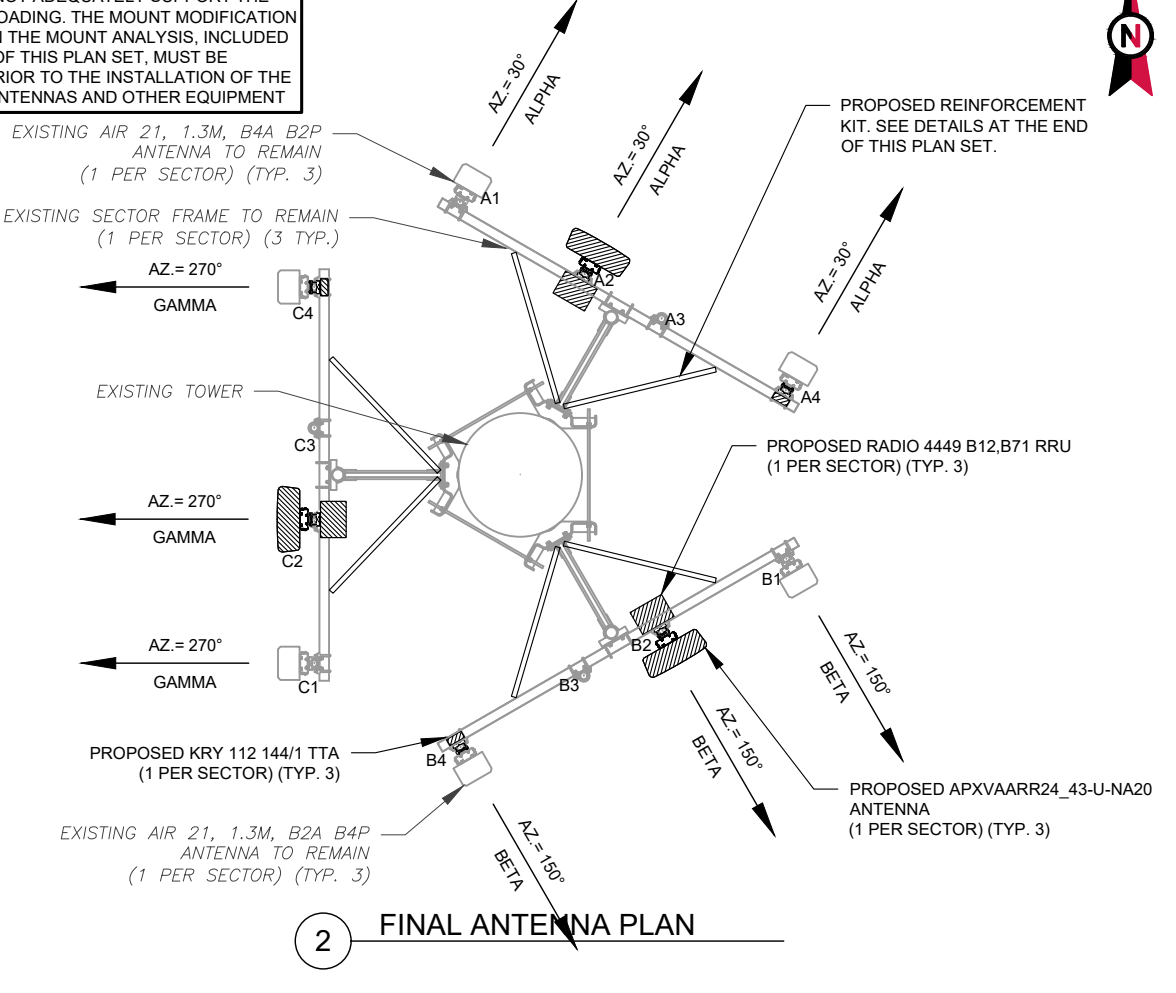 NOT ADEQUATELY SUPPORT THE
OADING. THE MOUNT MODIFICATION
N THE MOUNT ANALYSIS, INCLUDED
OF THIS PLAN SET, MUST BE
RIOR TO THE INSTALLATION OF THE
NTENNAS AND OTHER EQUIPMENT
N
EXISTING AIR 21, 1.3M, B4A B2P
ANTENNA TO REMAIN
(1 PER SECTOR) (TYP. 3)
EXISTING SECTOR FRAME TO REMAIN
(1 PER SECTOR) (3 TYP.)
AZ.= 30°
ALPHA
AZ.= 30°
ALPHA
AZ.= 30°
ALPHA
PROPOSED REINFORCEMENT
KIT. SEE DETAILS AT THE END
OF THIS PLAN SET.
A1
A2
A3
A4
AZ.= 270°
GAMMA
C4
EXISTING TOWER
C3
AZ.= 270°
GAMMA
C2
AZ.= 270°
GAMMA
C1
PROPOSED RADIO 4449 B12,B71 RRU
(1 PER SECTOR) (TYP. 3)
B1
B2
B3
B4
AZ.= 150°
BETA
AZ.= 150°
BETA
AZ.= 150°
BETA
PROPOSED KRY 112 144/1 TTA
(1 PER SECTOR) (TYP. 3)
PROPOSED APXVAARR24_43-U-NA20
ANTENNA
(1 PER SECTOR) (TYP. 3)
EXISTING AIR 21, 1.3M, B2A B4P
ANTENNA TO REMAIN
(1 PER SECTOR) (TYP. 3)
2 FINAL ANTENNA PLAN